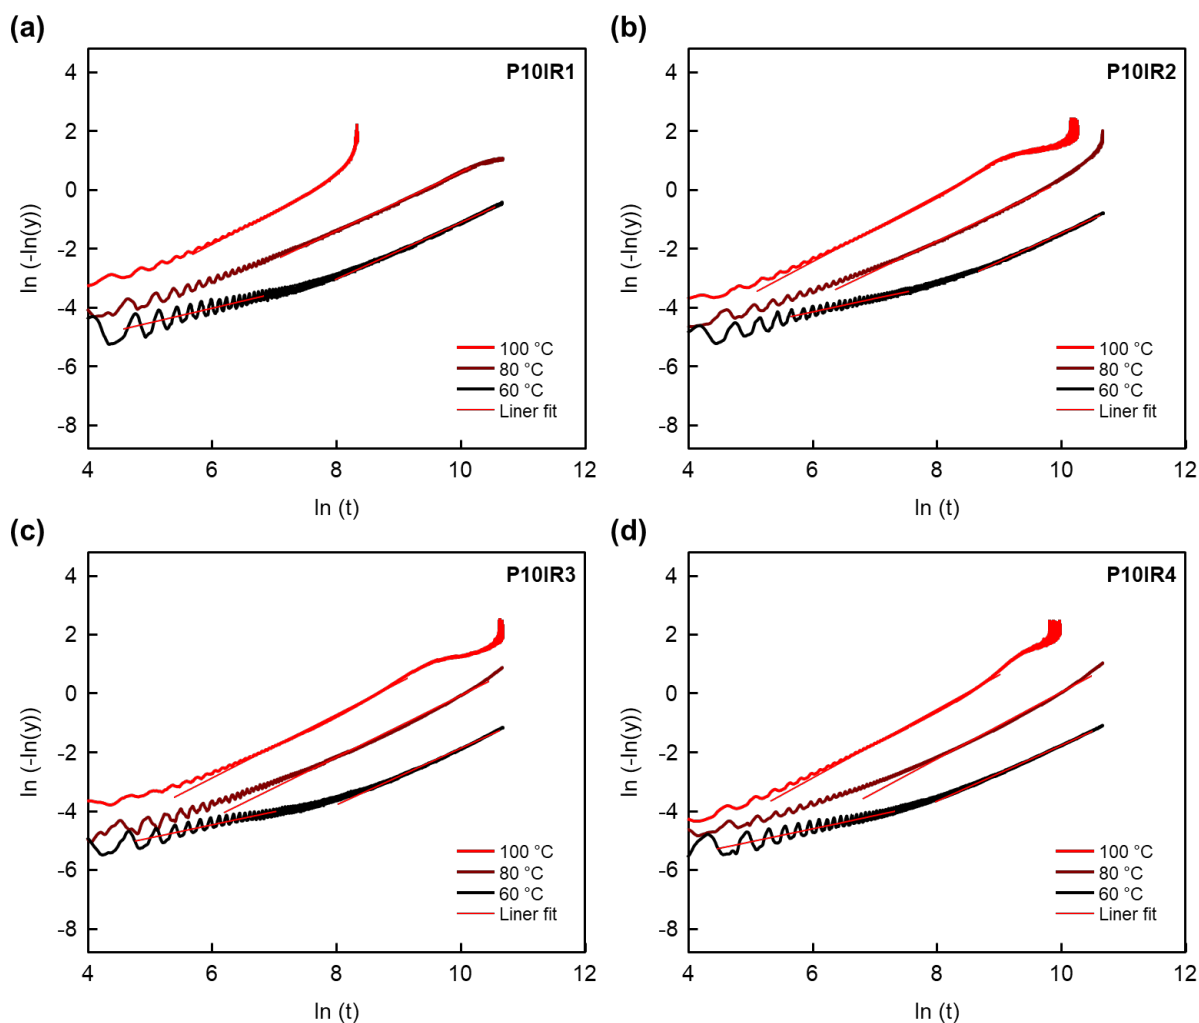 (a)
P10IR1
4
2
0
-2
-4
-6
-8
ln (-ln(y))
100 °C
80 °C
60 °C
Liner fit
4 6 8 10 12
ln (t)
(b)
P10IR2
4
2
0
-2
-4
-6
-8
ln (-ln(y))
100 °C
80 °C
60 °C
Liner fit
4 6 8 10 12
ln (t)
(c)
P10IR3
4
2
0
-2
-4
-6
-8
ln (-ln(y))
100 °C
80 °C
60 °C
Liner fit
4 6 8 10 12
ln (t)
(d)
P10IR4
4
2
0
-2
-4
-6
-8
ln (-ln(y))
100 °C
80 °C
60 °C
Liner fit
4 6 8 10 12
ln (t)